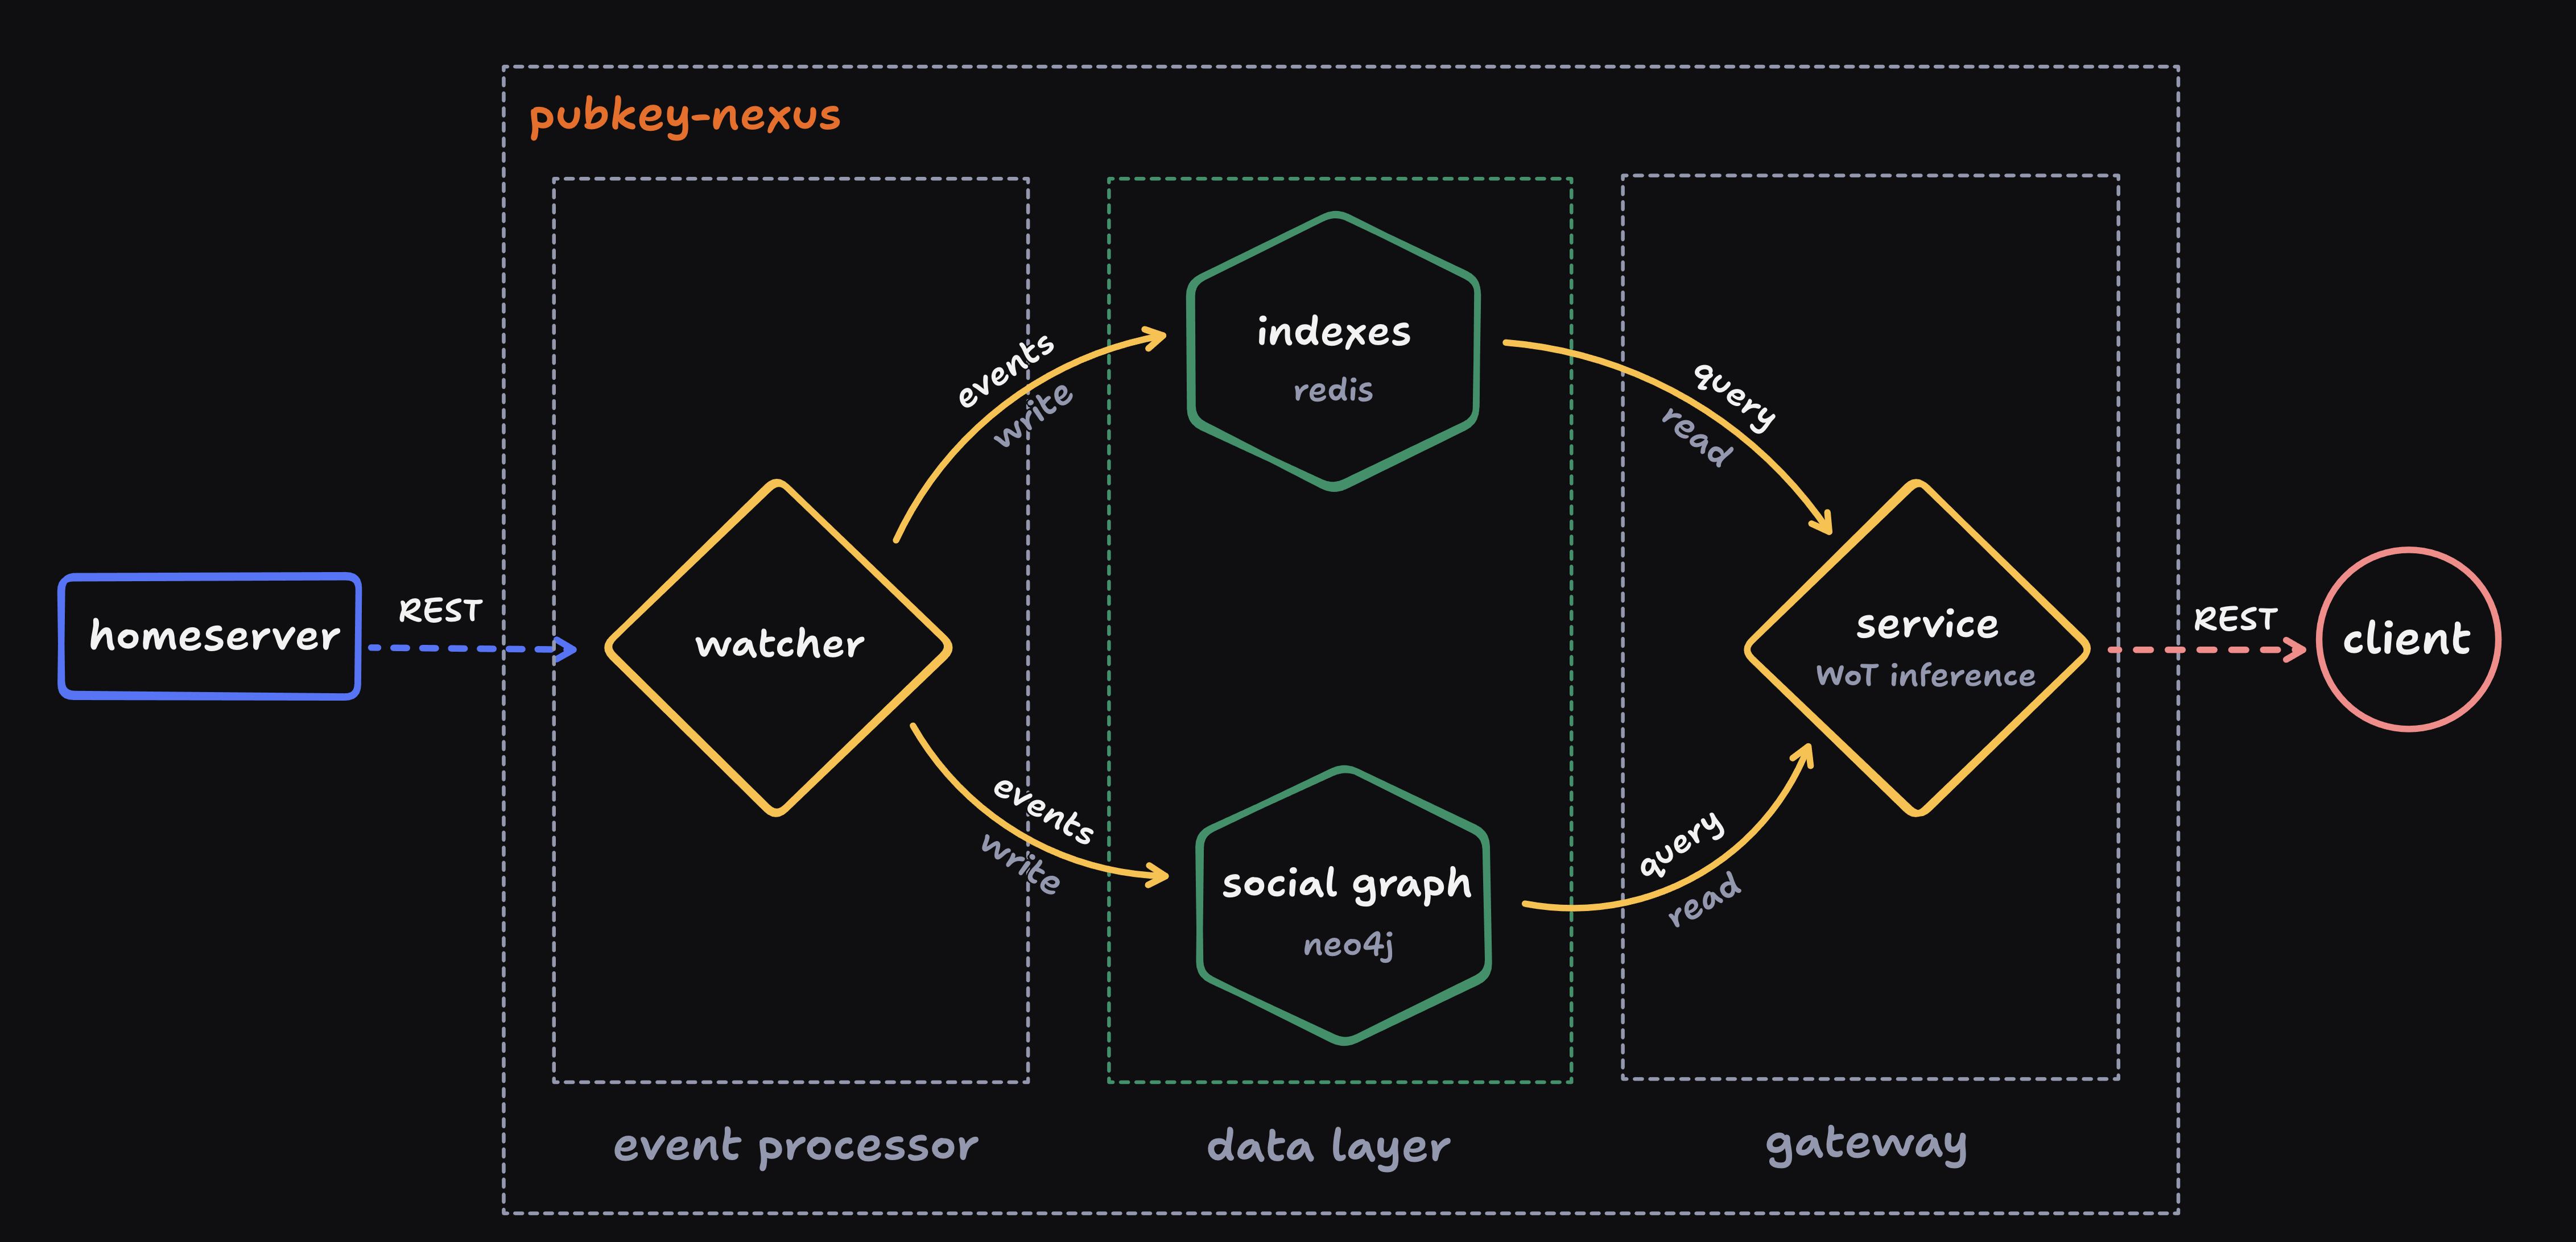 pubkey-nexus
homeserver
REST
watcher
events
write
events
write
indexes
redis
social graph
neo4j
query
read
query
read
service
WoT inference
REST
client
event processor
data layer
gateway